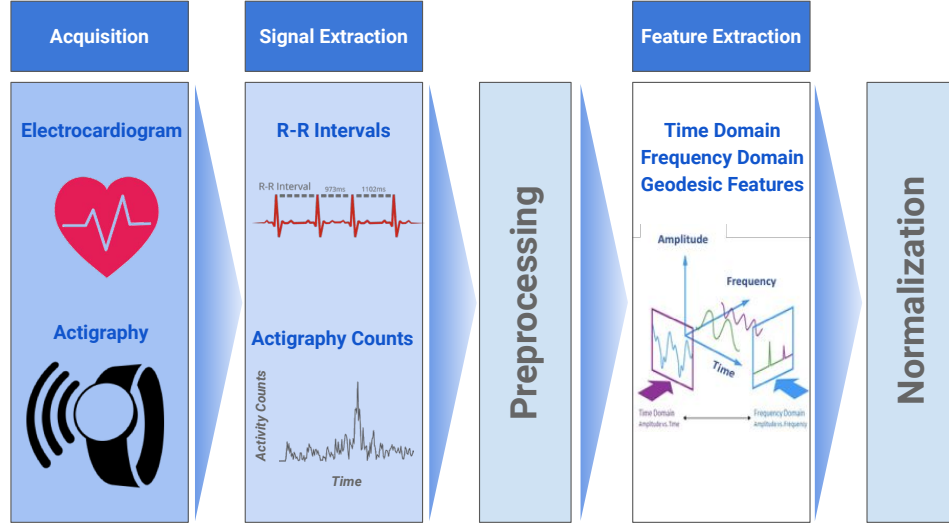 Acquisition
Signal Extraction
Feature Extraction
Electrocardiogram
Actigraphy
R-R Intervals
R-R Interval
973ms
1102ms
Actigraphy Counts
Activity Counts
Time
Preprocessing
Time Domain
Frequency Domain
Geodesic Features
Amplitude
Frequency
Time
Time Domain
Amplitude vs. Time
Frequency Domain
Amplitude vs. Frequency
Normalization